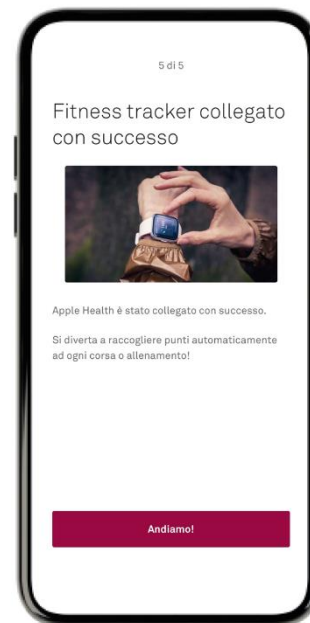 5 di 5
Fitness tracker collegato
con successo
Apple Health è stato collegato con successo.
Si diverta a raccogliere punti automaticamente
ad ogni corsa o allenamento!
Andiamo!